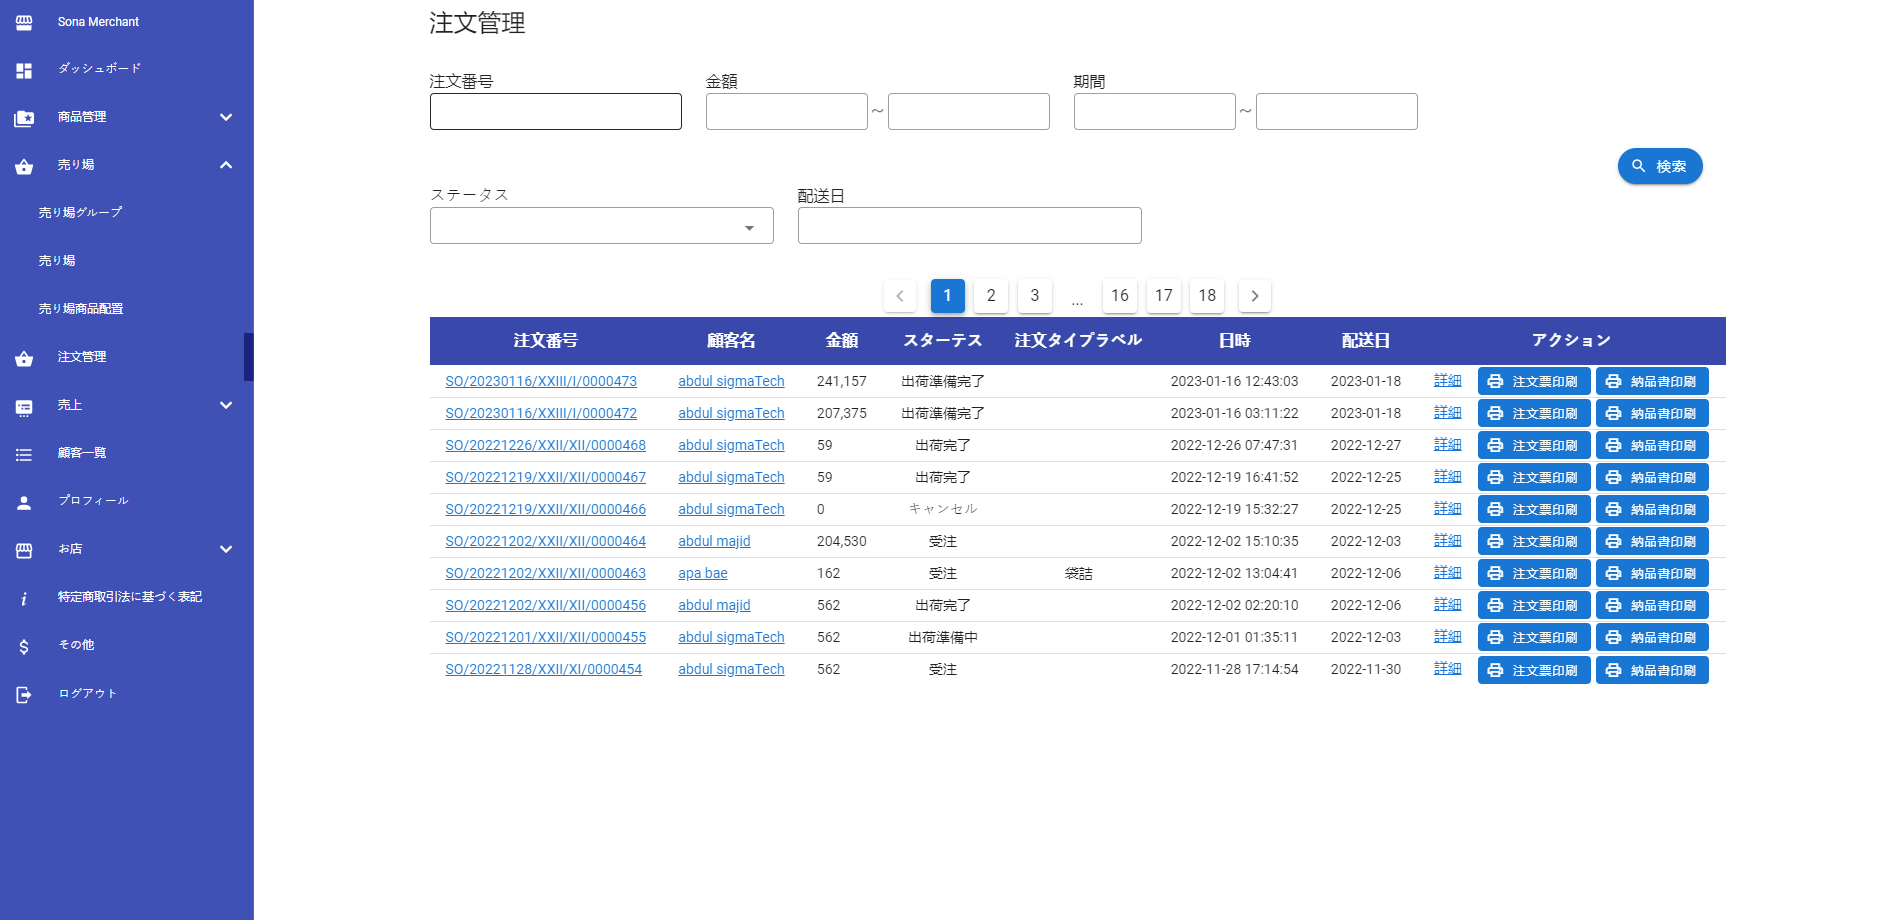 Sona Merchant
ダッシュボード
商品管理
売り場
売り場グループ
売り場
売り場商品配置
注文管理
売上
顧客一覧
プロフィール
お店
特定商取引法に基づく表記
その他
ログアウト
注文管理
注文番号 金額 期間
~ ~
検索
ステータス 配送日
1 2 3 ... 16 17 18
注文番号 顧客名 金額 スターテス 注文タイプラベル 日時 配送日 アクション
SO/20230116/XXIII/I/0000473 abdul sigmaTech 241,157 出荷準備完了 2023-01-16 12:43:03 2023-01-18 詳細 注文票印刷 納品書印刷
SO/20230116/XXIII/I/0000472 abdul sigmaTech 207,375 出荷準備完了 2023-01-16 03:11:22 2023-01-18 詳細 注文票印刷 納品書印刷
SO/20221226/XXII/XII/0000468 abdul sigmaTech 59 出荷完了 2022-12-26 07:47:31 2022-12-27 詳細 注文票印刷 納品書印刷
SO/20221219/XXII/XII/0000467 abdul sigmaTech 59 出荷完了 2022-12-19 16:41:52 2022-12-25 詳細 注文票印刷 納品書印刷
SO/20221219/XXII/XII/0000466 abdul sigmaTech 0 キャンセル 2022-12-19 15:32:27 2022-12-25 詳細 注文票印刷 納品書印刷
SO/20221202/XXII/XII/0000464 abdul majid 204,530 受注 2022-12-02 15:10:35 2022-12-03 詳細 注文票印刷 納品書印刷
SO/20221202/XXII/XII/0000463 apa bae 162 受注 袋詰 2022-12-02 13:04:41 2022-12-06 詳細 注文票印刷 納品書印刷
SO/20221202/XXII/XII/0000456 abdul majid 562 出荷完了 2022-12-02 02:20:10 2022-12-06 詳細 注文票印刷 納品書印刷
SO/20221201/XXII/XII/0000455 abdul sigmaTech 562 出荷準備中 2022-12-01 01:35:11 2022-12-03 詳細 注文票印刷 納品書印刷
SO/20221128/XXII/XI/0000454 abdul sigmaTech 562 受注 2022-11-28 17:14:54 2022-11-30 詳細 注文票印刷 納品書印刷